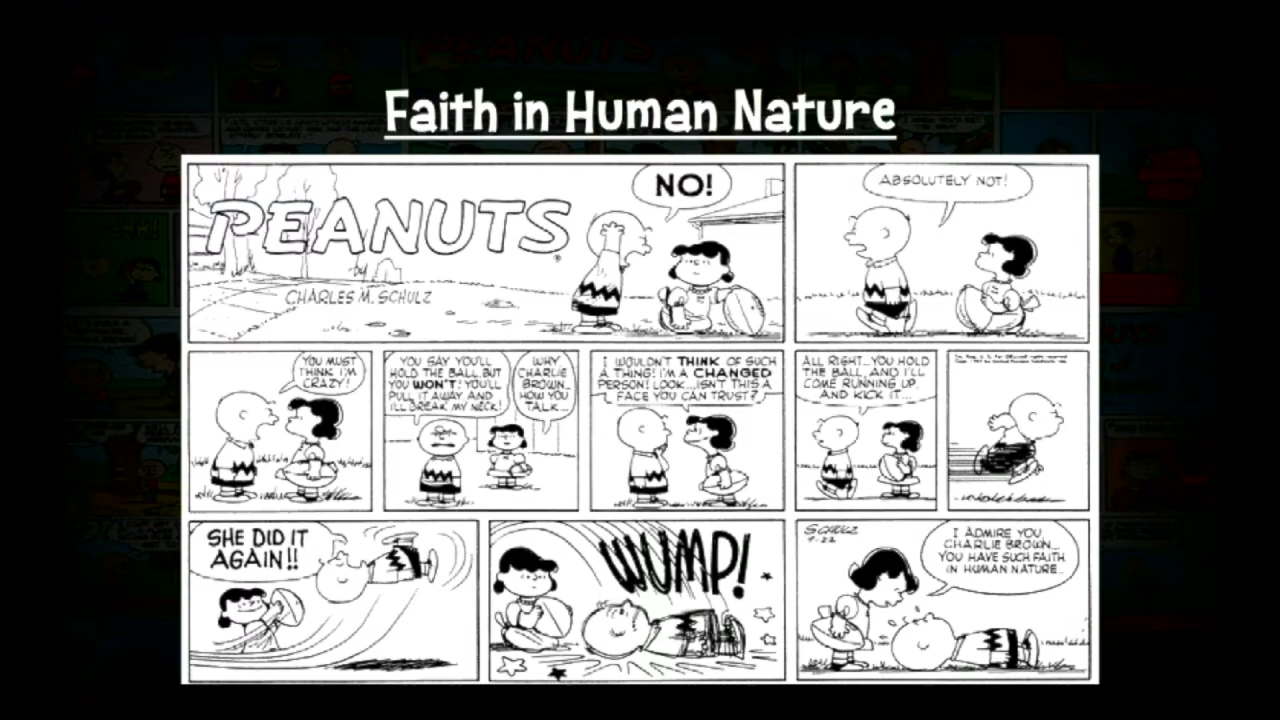 Faith in Human Nature
PEANUTS
by
CHARLES M. SCHULZ
NO!
ABSOLUTELY NOT!
YOU MUST
THINK I'M
CRAZY!
YOU SAY YOU'LL
HOLD THE BALL, BUT
YOU WON'T! YOU'LL
PULL IT AWAY AND
I'LL BREAK MY NECK!
WHY
CHARLIE
BROWN..
HOW YOU
TALK...
I WOULDN'T THINK OF SUCH
A THING! I'M A CHANGED
PERSON! LOOK...ISN'T THIS A
FACE YOU CAN TRUST?
ALL RIGHT...YOU HOLD
THE BALL, AND I'LL
COME RUNNING UP,
AND KICK IT...
SHE DID IT
AGAIN!!
WUMP!
SCHULZ
9-22
I ADMIRE YOU,
CHARLIE BROWN...
YOU HAVE SUCH FAITH
IN HUMAN NATURE...